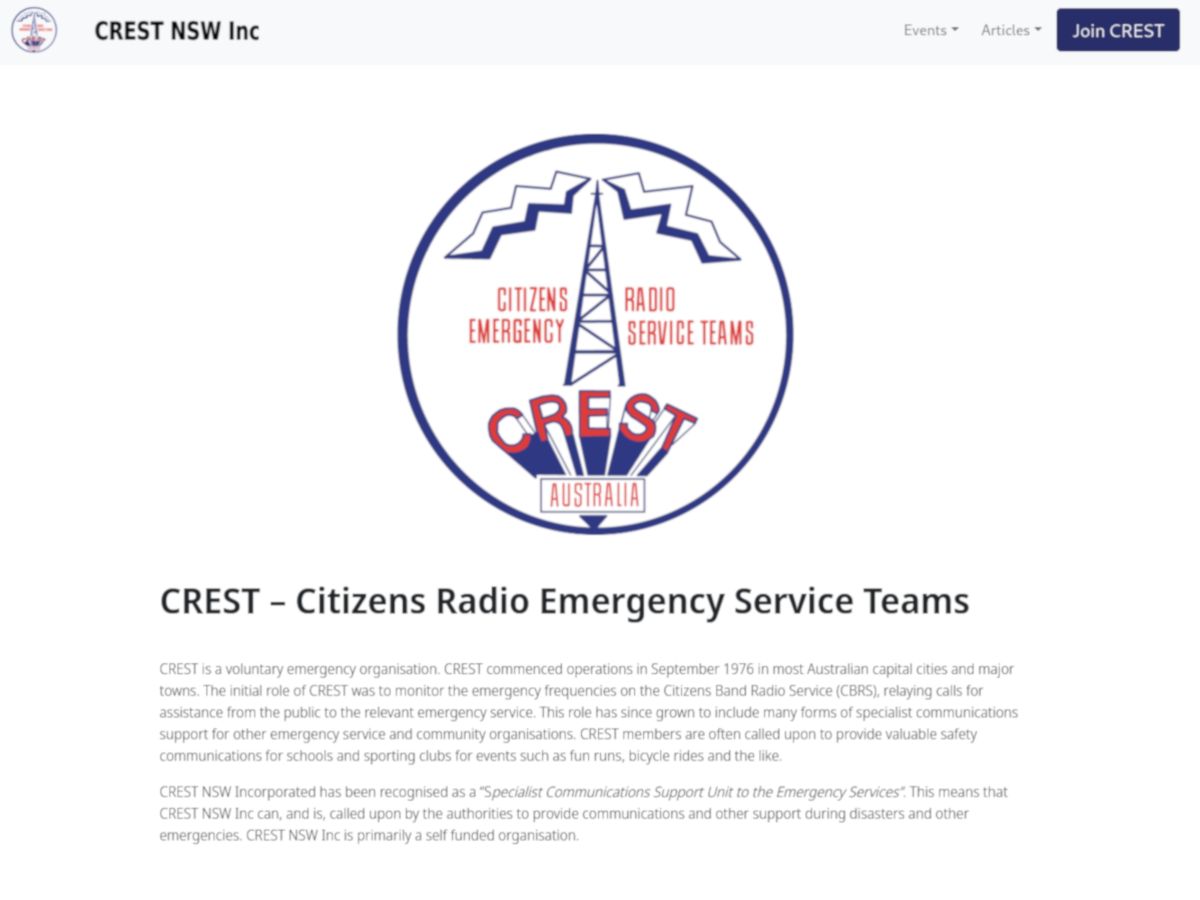 CREST NSW Inc
Events
Articles
Join CREST
CITIZENS RADIO
EMERGENCY SERVICE TEAMS
CREST
AUSTRALIA
CREST – Citizens Radio Emergency Service Teams
CREST is a voluntary emergency organisation. CREST commenced operations in September 1976 in most Australian capital cities and major
towns. The initial role of CREST was to monitor the emergency frequencies on the Citizens Band Radio Service (CBRS), relaying calls for
assistance from the public to the relevant emergency service. This role has since grown to include many forms of specialist communications
support for other emergency service and community organisations. CREST members are often called upon to provide valuable safety
communications for schools and sporting clubs for events such as fun runs, bicycle rides and the like.
CREST NSW Incorporated has been recognised as a “Specialist Communications Support Unit to the Emergency Services”. This means that
CREST NSW Inc can, and is, called upon by the authorities to provide communications and other support during disasters and other
emergencies. CREST NSW Inc is primarily a self funded organisation.